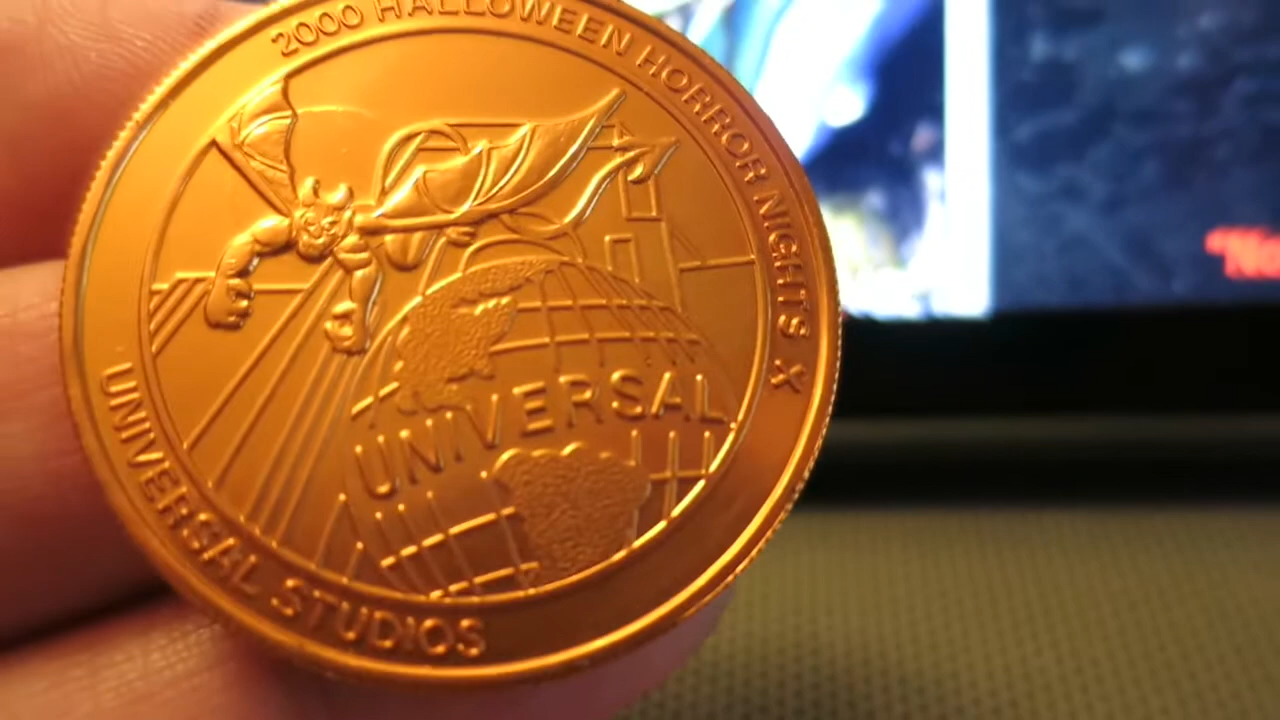 2000 HALLOWEEN HORROR NIGHTS X
UNIVERSAL
UNIVERSAL STUDIOS